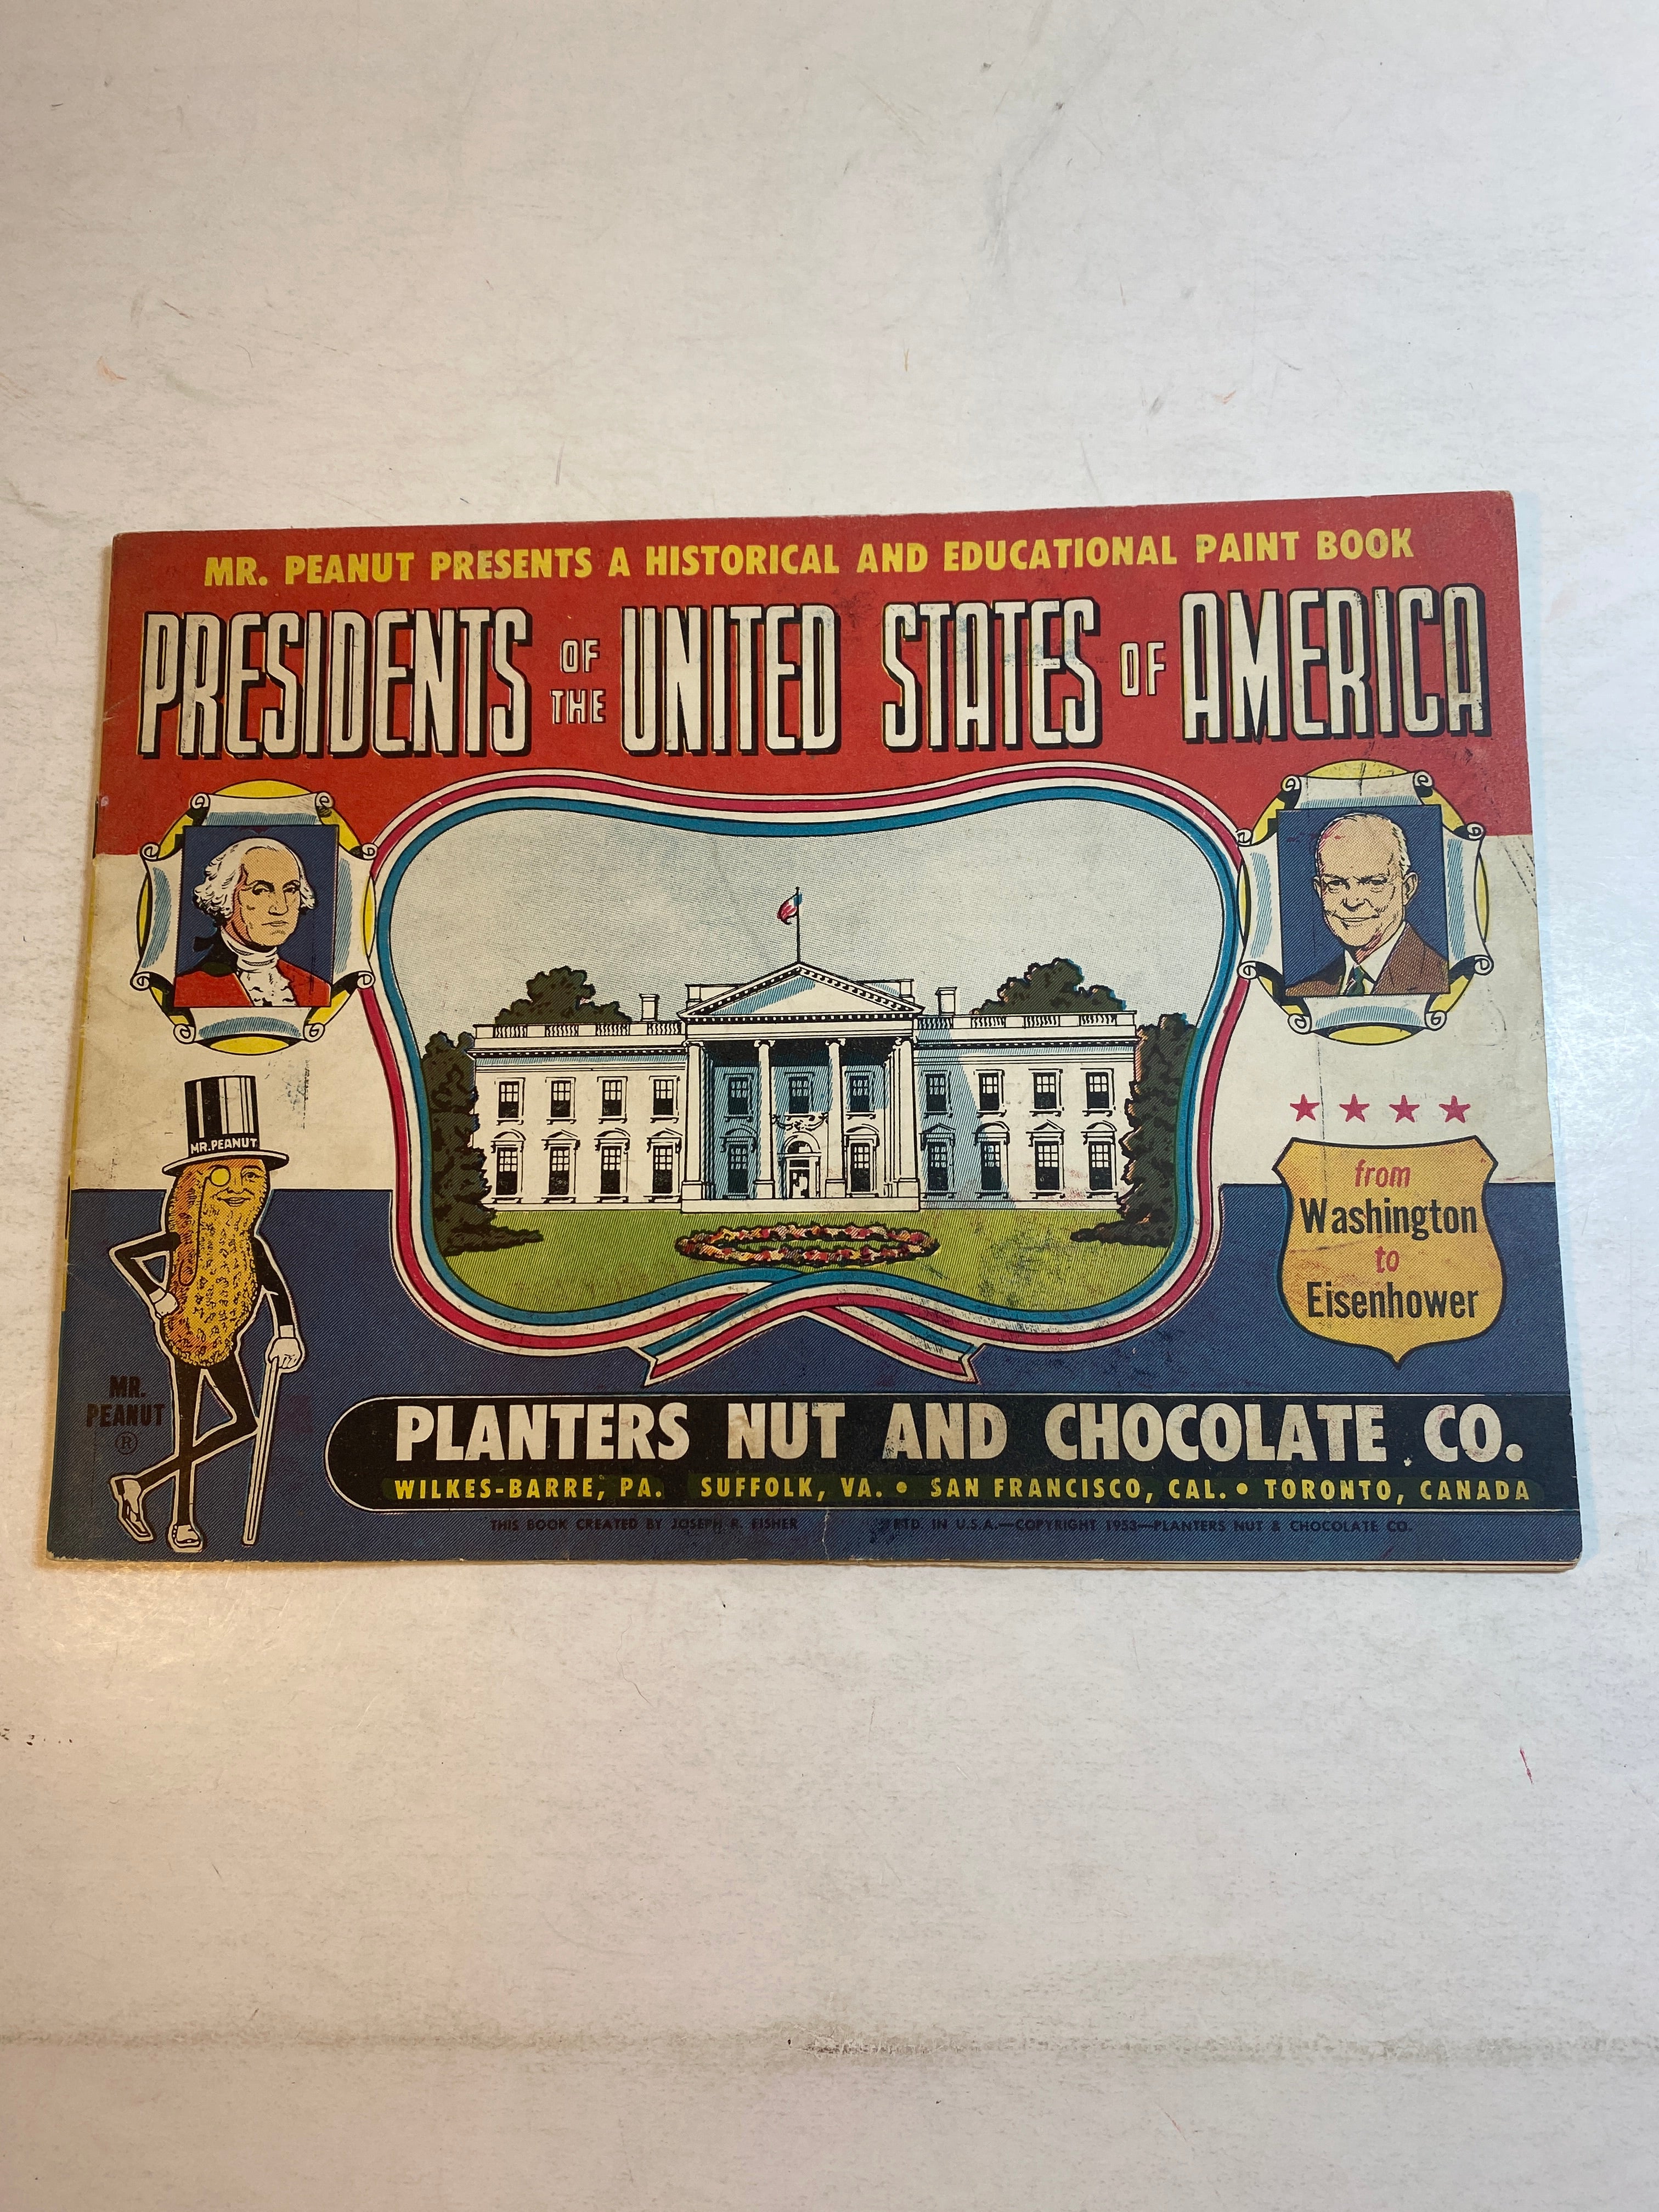 MR. PEANUT PRESENTS A HISTORICAL AND EDUCATIONAL PAINT BOOK
PRESIDENTS OF THE UNITED STATES OF AMERICA
MR. PEANUT
from
Washington
to
Eisenhower
MR.
PEANUT
®
PLANTERS NUT AND CHOCOLATE CO.
WILKES-BARRE, PA. SUFFOLK, VA. • SAN FRANCISCO, CAL. • TORONTO, CANADA
THIS BOOK CREATED BY JOSEPH R. FISHER PTD. IN U.S.A.—COPYRIGHT 1953—PLANTERS NUT & CHOCOLATE CO.